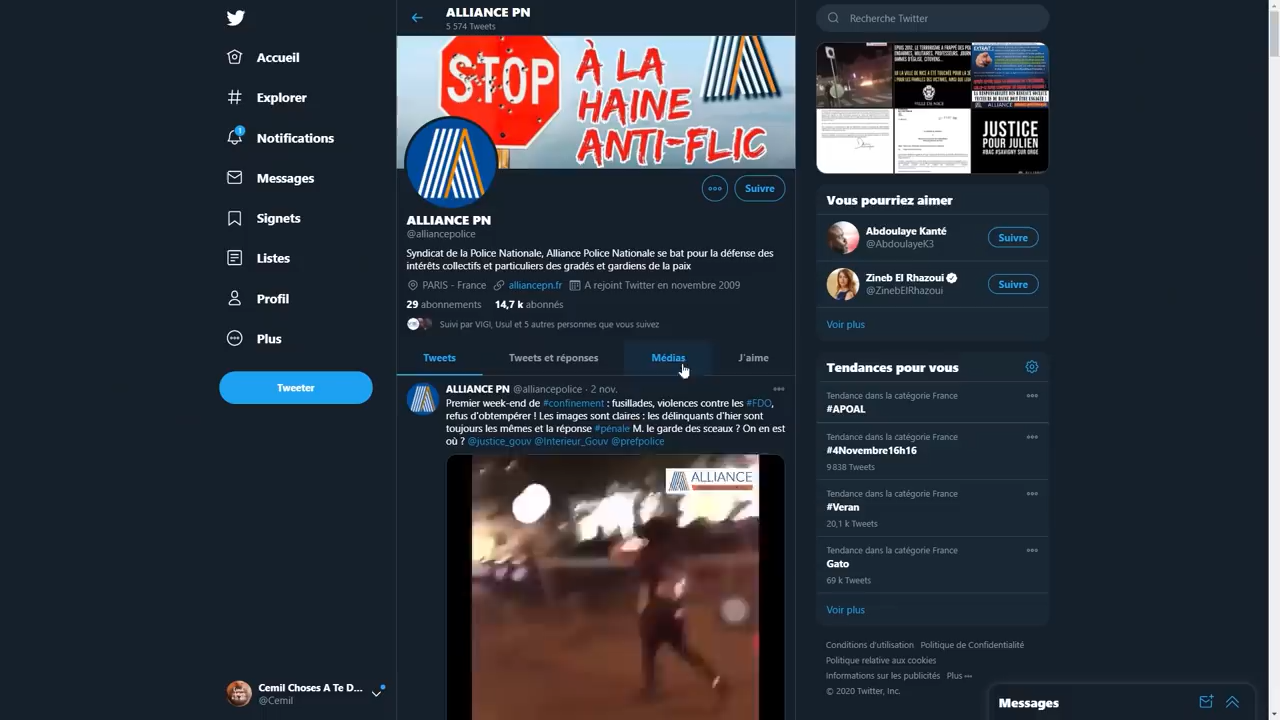 Notifications
Messages
Signets
Listes
Profil
Plus
Tweeter
Cemil Choses A Te D...
@Cemil
ALLIANCE PN
5 574 Tweets
STOP
À LA
HAINE
ANTI-FLIC
Suivre
ALLIANCE PN
@alliancepolice
Syndicat de la Police Nationale, Alliance Police Nationale se bat pour la défense des
intérêts collectifs et particuliers des gradés et gardiens de la paix
PARIS - France alliancepn.fr A rejoint Twitter en novembre 2009
29 abonnements 14,7 k abonnés
Suivi par VIGI, Usul et 5 autres personnes que vous suivez
Tweets Tweets et réponses Médias J'aime
ALLIANCE PN @alliancepolice · 2 nov.
Premier week-end de #confinement : fusillades, violences contre les #FDO,
refus d'obtempérer ! Les images sont claires : les délinquants d'hier sont
toujours les mêmes et la réponse #pénale M. le garde des sceaux ? On en est
où ? @justice_gouv @Interieur_Gouv @prefpolice
ALLIANCE
Recherche Twitter
VILLE DE NICE
JUSTICE
POUR JULIEN
#BAC #SAVIGNY SUR ORGE
Vous pourriez aimer
Abdoulaye Kanté
@AbdoulayeK3
Suivre
Zineb El Rhazoui
@ZinebElRhazoui
Suivre
Voir plus
Tendances pour vous
Tendance dans la catégorie France
#APOAL
Tendance dans la catégorie France
#4Novembre16h16
9 838 Tweets
Tendance dans la catégorie France
#Veran
20,1 k Tweets
Tendance dans la catégorie France
Gato
69 k Tweets
Voir plus
Conditions d'utilisation Politique de Confidentialité
Politique relative aux cookies
Informations sur les publicités Plus ···
© 2020 Twitter, Inc.
Messages